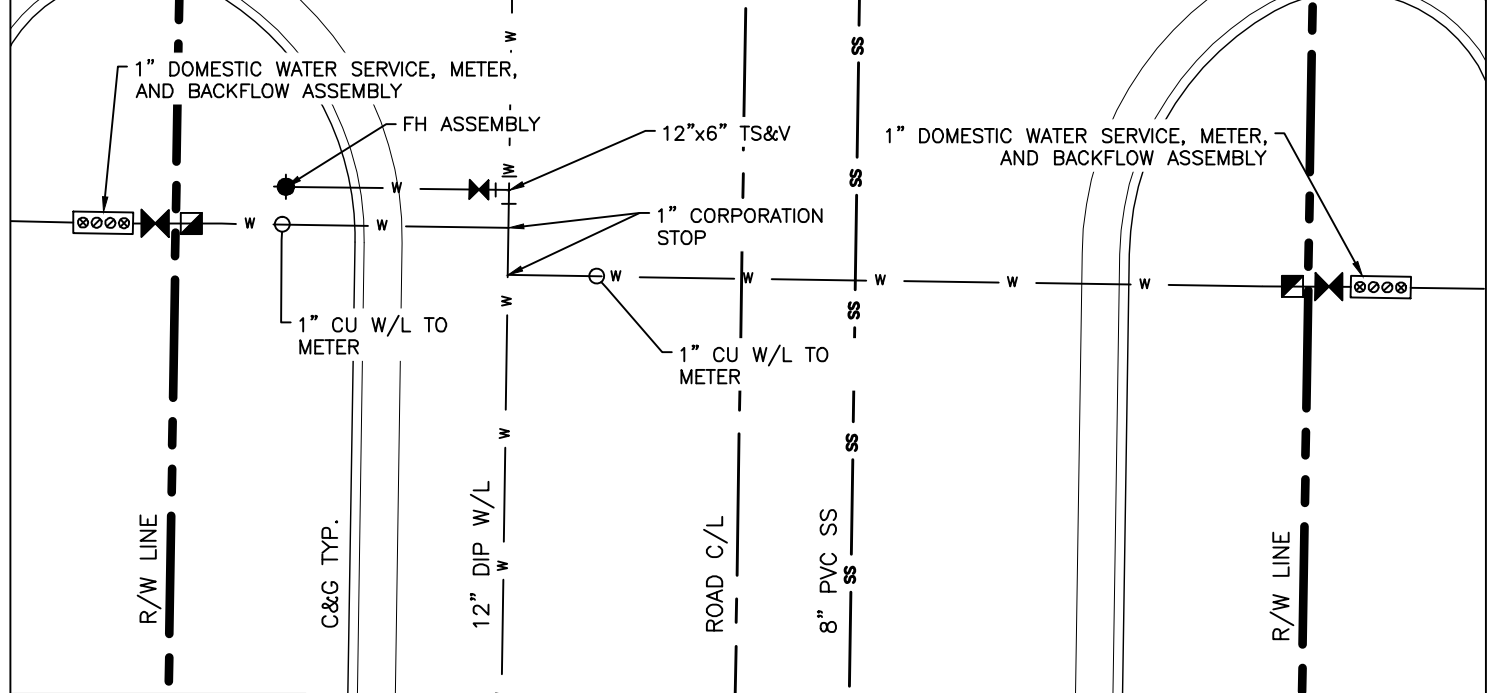 1” DOMESTIC WATER SERVICE, METER,
AND BACKFLOW ASSEMBLY
FH ASSEMBLY
12”x6” TS&V
1” DOMESTIC WATER SERVICE, METER,
AND BACKFLOW ASSEMBLY
1” CORPORATION
STOP
1” CU W/L TO
METER
1” CU W/L TO
METER
R/W LINE
C&G TYP.
12” DIP W/L
ROAD C/L
8” PVC SS
R/W LINE
W
W
W
W
W
W
W
W
W
W
W
W
W
W
SS
SS
SS
SS
SS